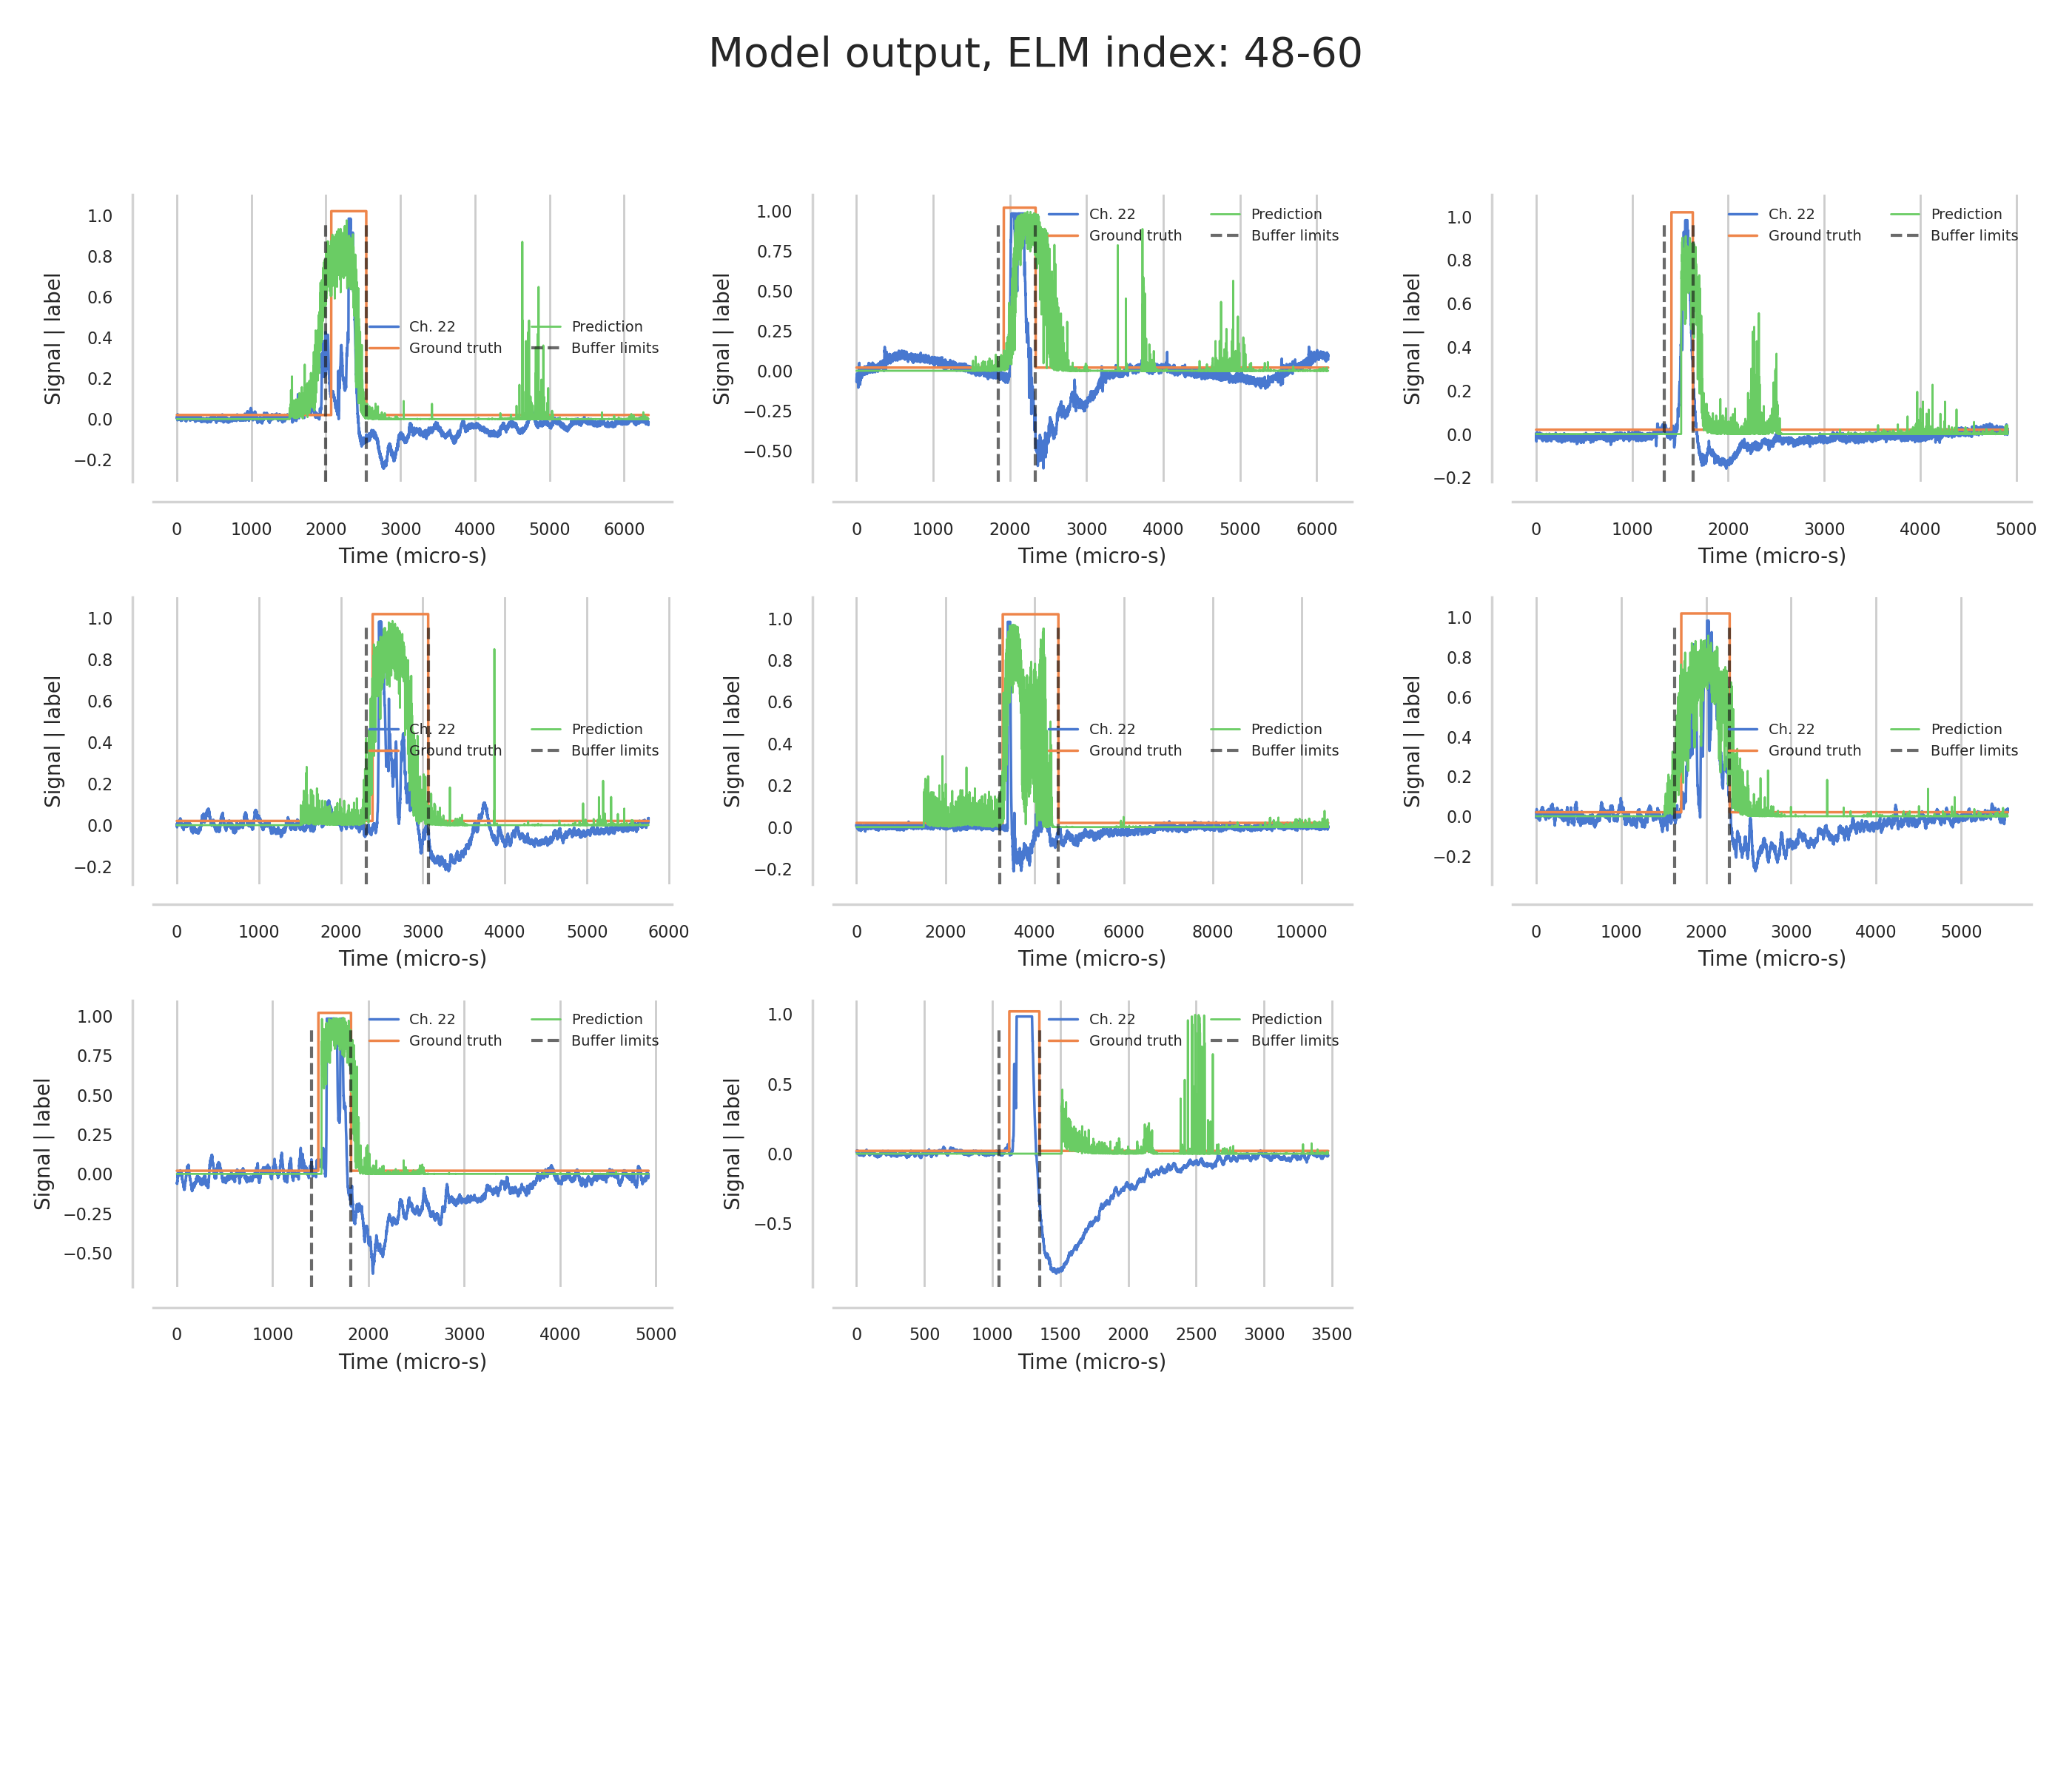 Model output, ELM index: 48-60
Signal | label
1.0
0.8
0.6
0.4
0.2
0.0
−0.2
Ch. 22
Ground truth
Prediction
Buffer limits
0 1000 2000 3000 4000 5000 6000
Time (micro-s)
Signal | label
1.00
0.75
0.50
0.25
0.00
−0.25
−0.50
Ch. 22
Ground truth
Prediction
Buffer limits
0 1000 2000 3000 4000 5000 6000
Time (micro-s)
Signal | label
1.0
0.8
0.6
0.4
0.2
0.0
−0.2
Ch. 22
Ground truth
Prediction
Buffer limits
0 1000 2000 3000 4000 5000
Time (micro-s)
Signal | label
1.0
0.8
0.6
0.4
0.2
0.0
−0.2
Ch. 22
Ground truth
Prediction
Buffer limits
0 1000 2000 3000 4000 5000 6000
Time (micro-s)
Signal | label
1.0
0.8
0.6
0.4
0.2
0.0
−0.2
Ch. 22
Ground truth
Prediction
Buffer limits
0 2000 4000 6000 8000 10000
Time (micro-s)
Signal | label
1.0
0.8
0.6
0.4
0.2
0.0
−0.2
Ch. 22
Ground truth
Prediction
Buffer limits
0 1000 2000 3000 4000 5000
Time (micro-s)
Signal | label
1.00
0.75
0.50
0.25
0.00
−0.25
−0.50
Ch. 22
Ground truth
Prediction
Buffer limits
0 1000 2000 3000 4000 5000
Time (micro-s)
Signal | label
1.0
0.5
0.0
−0.5
Ch. 22
Ground truth
Prediction
Buffer limits
0 500 1000 1500 2000 2500 3000 3500
Time (micro-s)